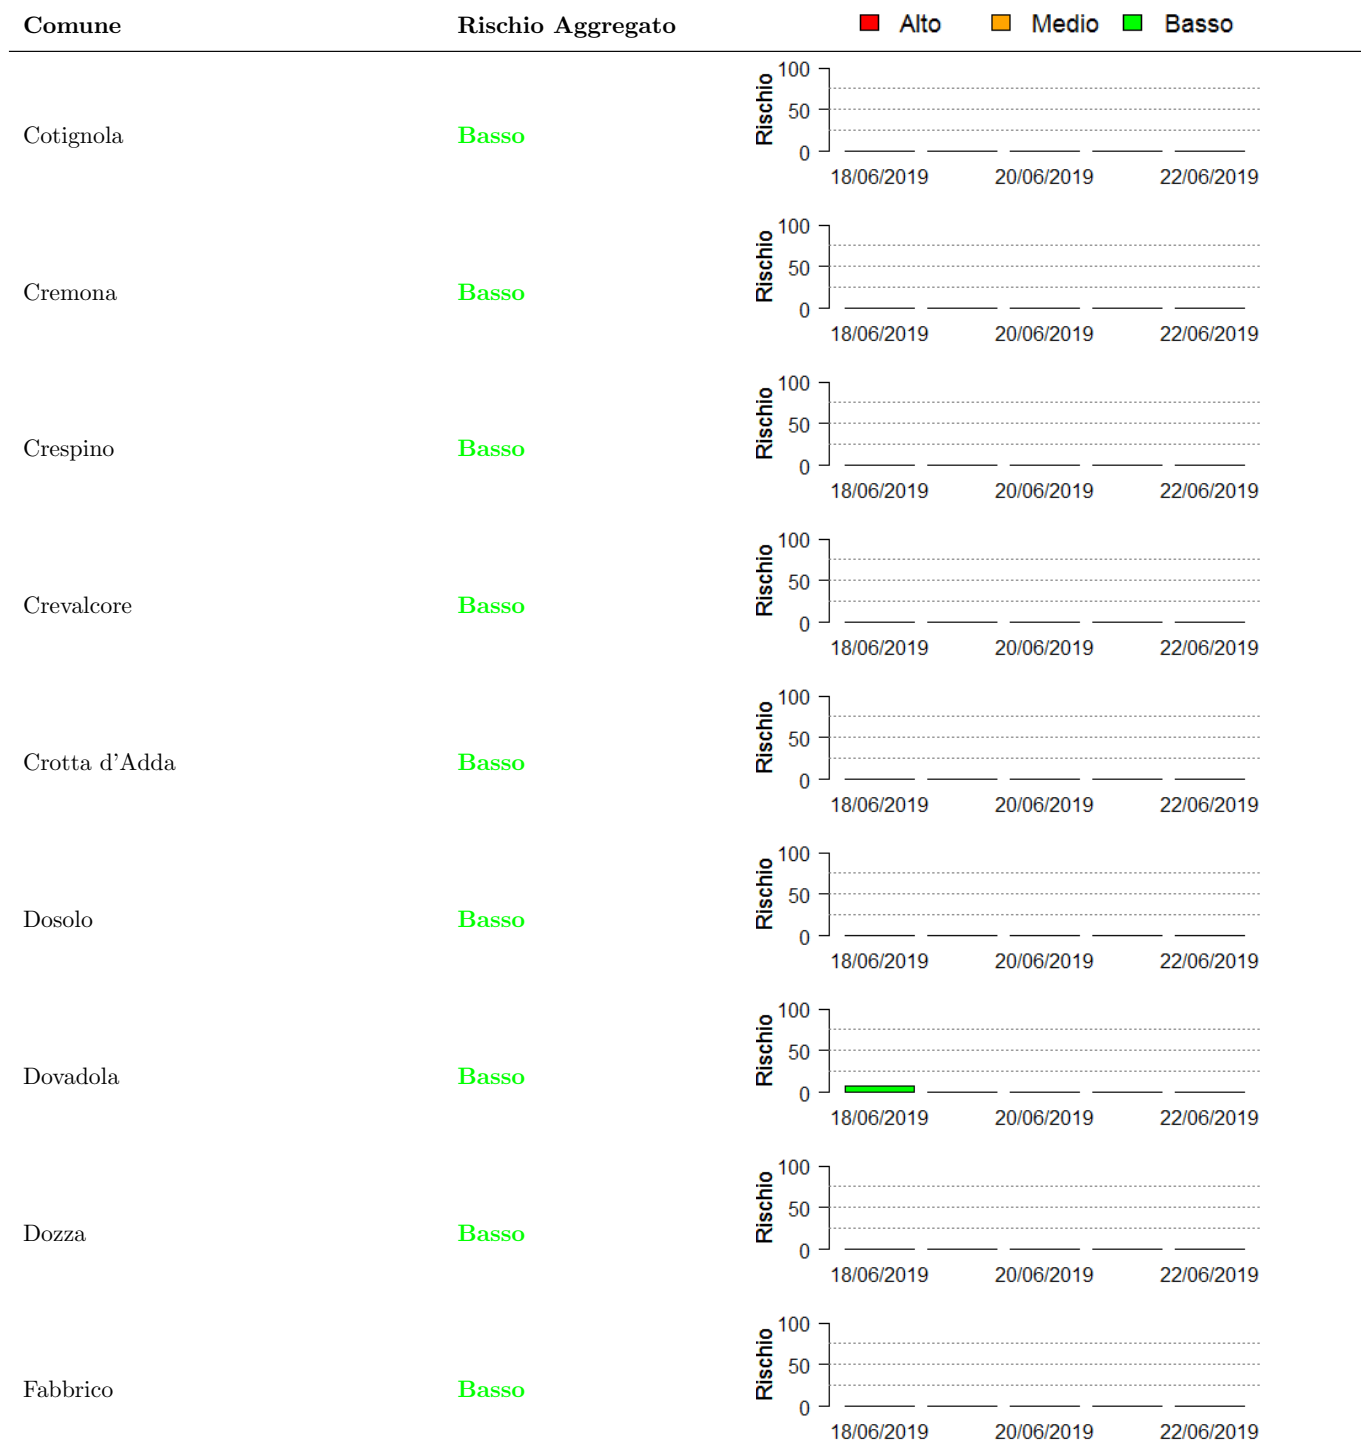 Comune Rischio Aggregato Alto Medio Basso
Cotignola Basso
Rischio
100
50
0
18/06/2019 20/06/2019 22/06/2019
Cremona Basso
Rischio
100
50
0
18/06/2019 20/06/2019 22/06/2019
Crespino Basso
Rischio
100
50
0
18/06/2019 20/06/2019 22/06/2019
Crevalcore Basso
Rischio
100
50
0
18/06/2019 20/06/2019 22/06/2019
Crotta d'Adda Basso
Rischio
100
50
0
18/06/2019 20/06/2019 22/06/2019
Dosolo Basso
Rischio
100
50
0
18/06/2019 20/06/2019 22/06/2019
Dovadola Basso
Rischio
100
50
0
18/06/2019 20/06/2019 22/06/2019
Dozza Basso
Rischio
100
50
0
18/06/2019 20/06/2019 22/06/2019
Fabbrico Basso
Rischio
100
50
0
18/06/2019 20/06/2019 22/06/2019